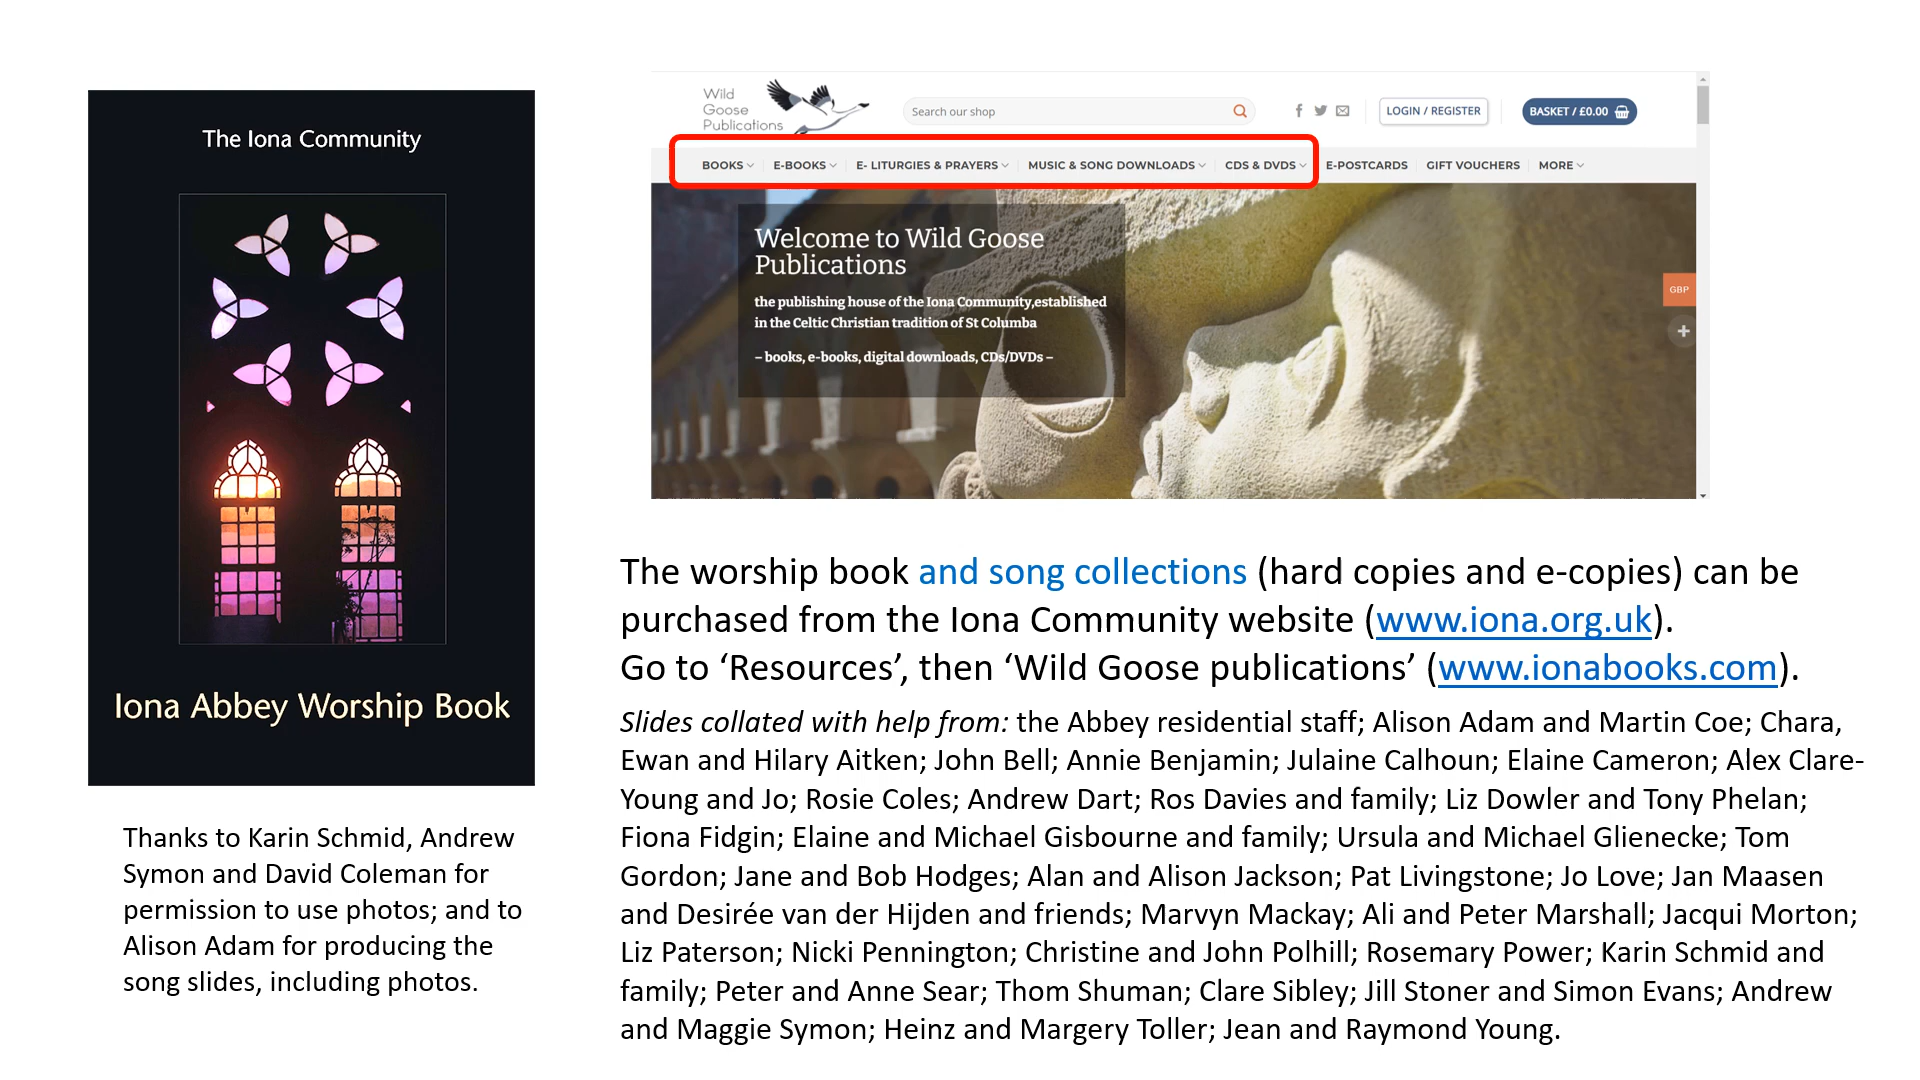 The Iona Community
Iona Abbey Worship Book
Thanks to Karin Schmid, Andrew
Symon and David Coleman for
permission to use photos; and to
Alison Adam for producing the
song slides, including photos.
Wild
Goose
Publications
Search our shop
LOGIN / REGISTER
BASKET / £0.00
BOOKS
E-BOOKS
E- LITURGIES & PRAYERS
MUSIC & SONG DOWNLOADS
CDS & DVDS
E-POSTCARDS
GIFT VOUCHERS
MORE
Welcome to Wild Goose
Publications
the publishing house of the Iona Community,established
in the Celtic Christian tradition of St Columba
– books, e-books, digital downloads, CDs/DVDs –
GBP
The worship book and song collections (hard copies and e-copies) can be
purchased from the Iona Community website (www.iona.org.uk).
Go to ‘Resources’, then ‘Wild Goose publications’ (www.ionabooks.com).
Slides collated with help from: the Abbey residential staff; Alison Adam and Martin Coe; Chara,
Ewan and Hilary Aitken; John Bell; Annie Benjamin; Julaine Calhoun; Elaine Cameron; Alex Clare-
Young and Jo; Rosie Coles; Andrew Dart; Ros Davies and family; Liz Dowler and Tony Phelan;
Fiona Fidgin; Elaine and Michael Gisbourne and family; Ursula and Michael Glienecke; Tom
Gordon; Jane and Bob Hodges; Alan and Alison Jackson; Pat Livingstone; Jo Love; Jan Maasen
and Desirée van der Hijden and friends; Marvyn Mackay; Ali and Peter Marshall; Jacqui Morton;
Liz Paterson; Nicki Pennington; Christine and John Polhill; Rosemary Power; Karin Schmid and
family; Peter and Anne Sear; Thom Shuman; Clare Sibley; Jill Stoner and Simon Evans; Andrew
and Maggie Symon; Heinz and Margery Toller; Jean and Raymond Young.